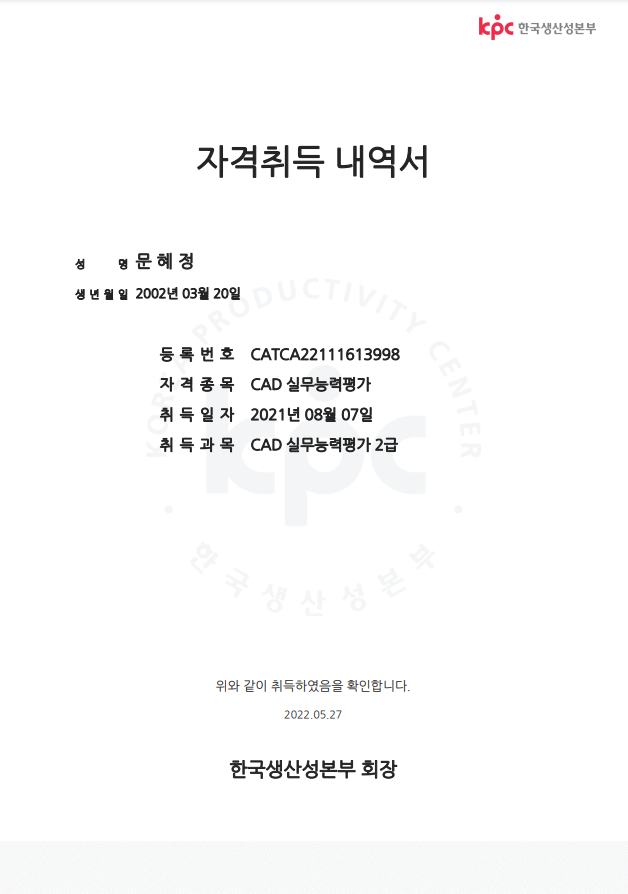 kpc 한국생산성본부
자격취득 내역서
성 명 문 혜 정
생 년 월 일 2002년 03월 20일
KOREA PRODUCTIVITY CENTER
등 록 번 호 CATCA22111613998
자 격 종 목 CAD 실무능력평가
취 득 일 자 2021년 08월 07일
취 득 과 목 CAD 실무능력평가 2급
kpc
한국생산성본부
위와 같이 취득하였음을 확인합니다.
2022.05.27
한국생산성본부 회장